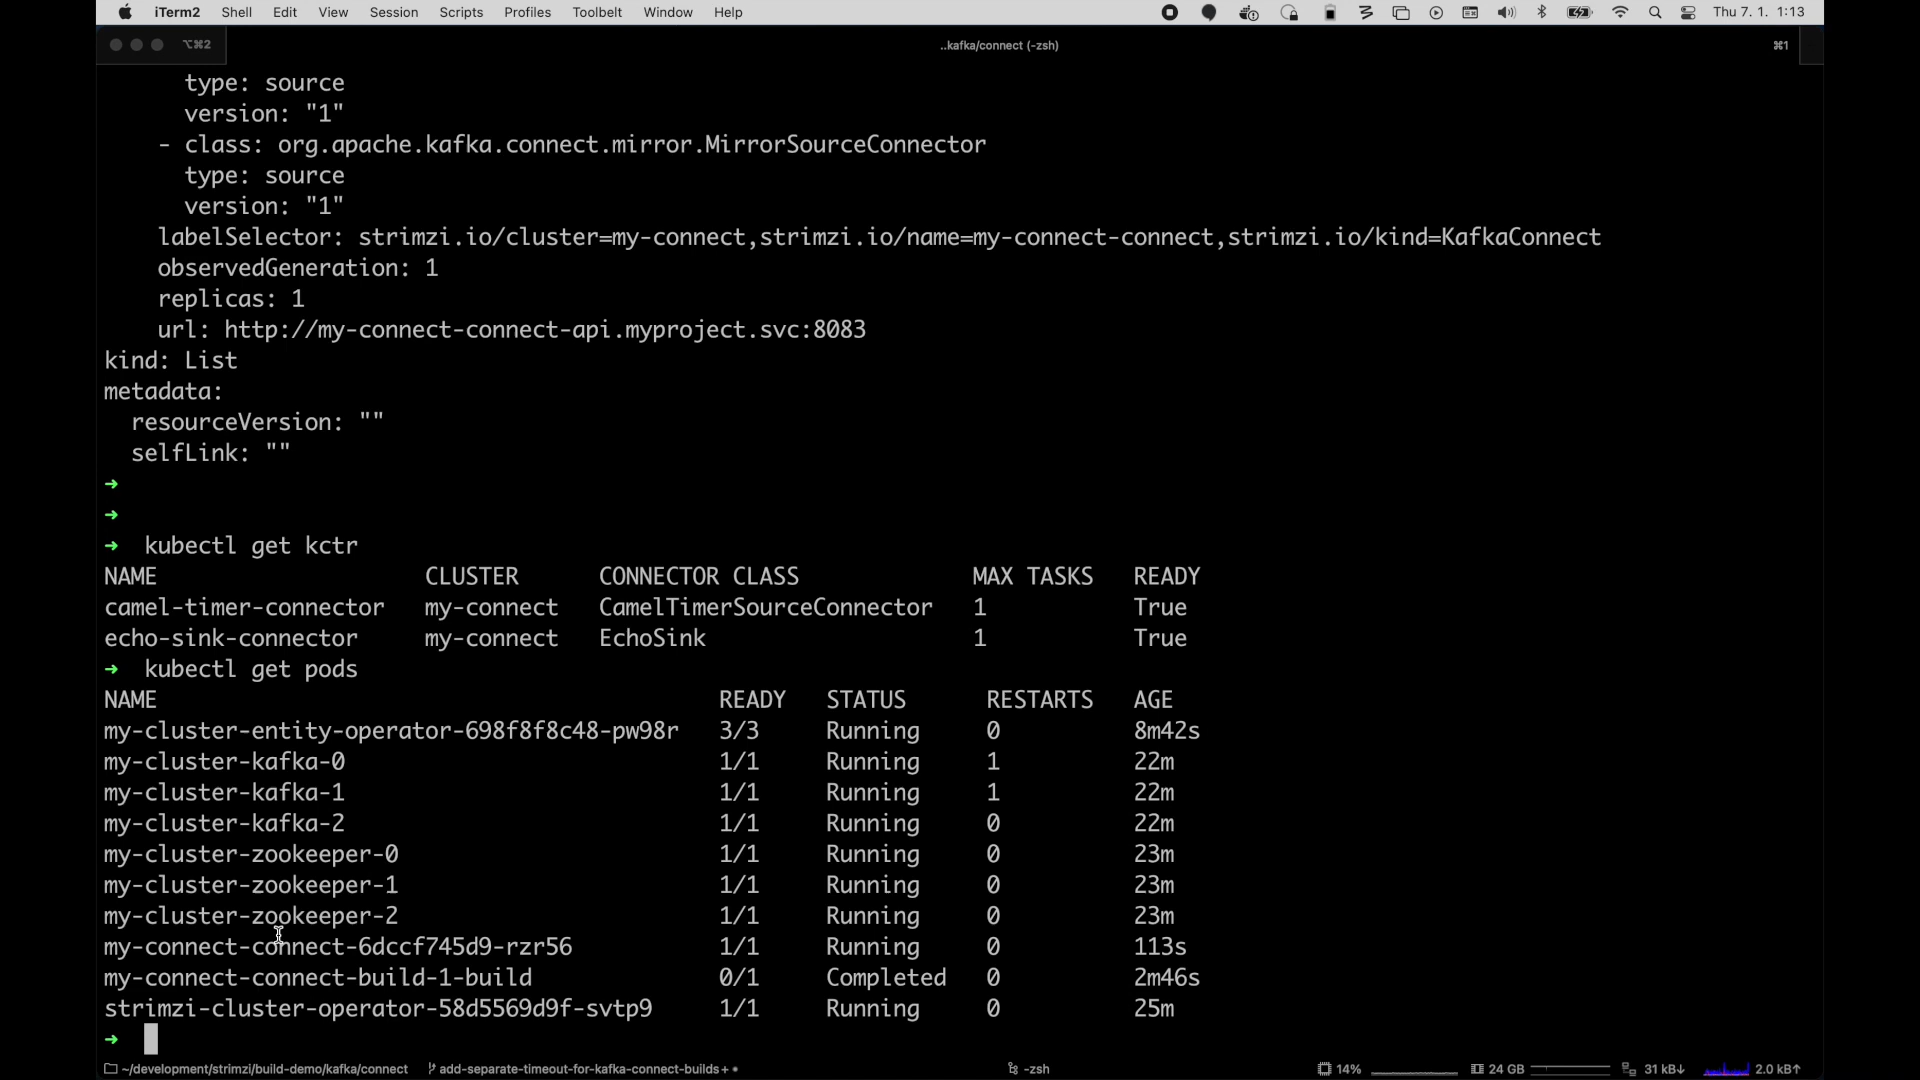 iTerm2 Shell Edit View Session Scripts Profiles Toolbelt Window Help Thu 7. 1. 1:13
⌥⌘2 ..kafka/connect (-zsh) ⌘1
type: source
version: "1"
- class: org.apache.kafka.connect.mirror.MirrorSourceConnector
type: source
version: "1"
labelSelector: strimzi.io/cluster=my-connect,strimzi.io/name=my-connect-connect,strimzi.io/kind=KafkaConnect
observedGeneration: 1
replicas: 1
url: http://my-connect-connect-api.myproject.svc:8083
kind: List
metadata:
resourceVersion: ""
selfLink: ""
➜
➜
➜ kubectl get kctr
NAME CLUSTER CONNECTOR CLASS MAX TASKS READY
camel-timer-connector my-connect CamelTimerSourceConnector 1 True
echo-sink-connector my-connect EchoSink 1 True
➜ kubectl get pods
NAME READY STATUS RESTARTS AGE
my-cluster-entity-operator-698f8f8c48-pw98r 3/3 Running 0 8m42s
my-cluster-kafka-0 1/1 Running 1 22m
my-cluster-kafka-1 1/1 Running 1 22m
my-cluster-kafka-2 1/1 Running 0 22m
my-cluster-zookeeper-0 1/1 Running 0 23m
my-cluster-zookeeper-1 1/1 Running 0 23m
my-cluster-zookeeper-2 1/1 Running 0 23m
my-connect-connect-6dccf745d9-rzr56 1/1 Running 0 113s
my-connect-connect-build-1-build 0/1 Completed 0 2m46s
strimzi-cluster-operator-58d5569d9f-svtp9 1/1 Running 0 25m
➜
~/development/strimzi/build-demo/kafka/connect add-separate-timeout-for-kafka-connect-builds+• -zsh 14% 24 GB 31 kB↓ 2.0 kB↑